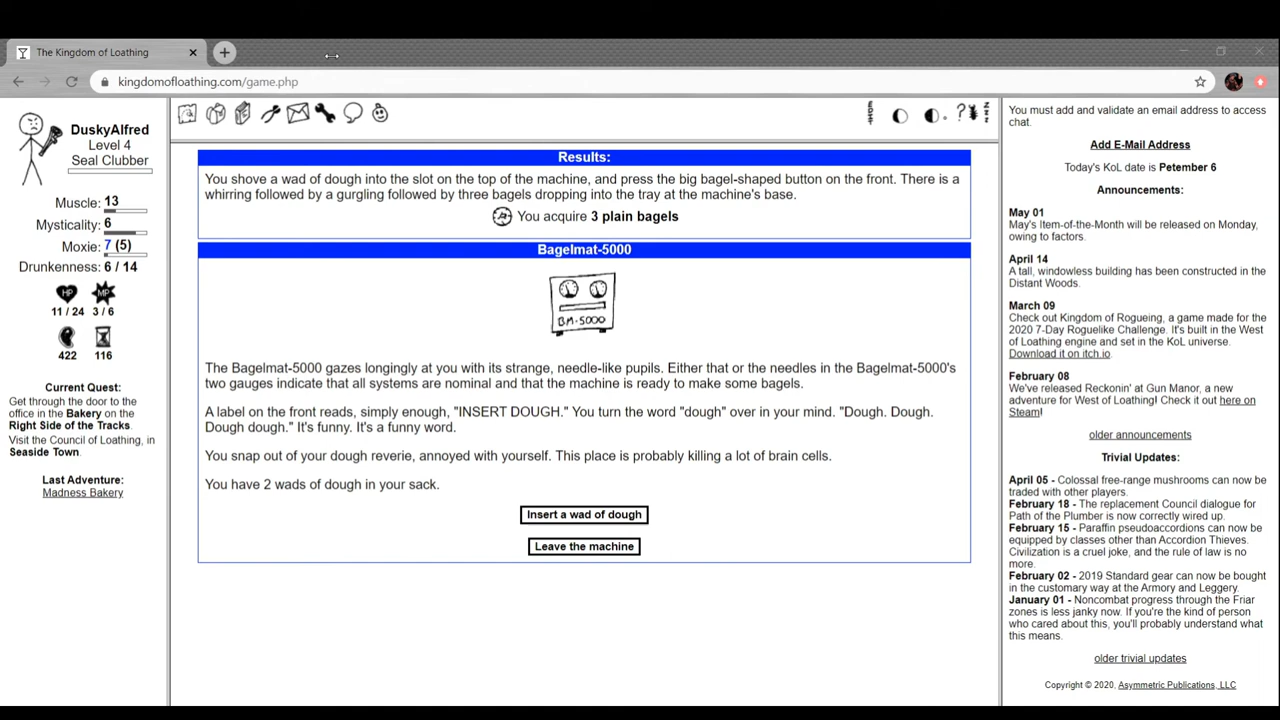 The Kingdom of Loathing
kingdomofloathing.com/game.php
DuskyAlfred
Level 4
Seal Clubber
Muscle: 13
Mysticality: 6
Moxie: 7 (5)
Drunkenness: 6 / 14
HP
MP
11 / 24
3 / 6
422
116
Current Quest:
Get through the door to the
office in the Bakery on the
Right Side of the Tracks.
Visit the Council of Loathing, in
Seaside Town.
Last Adventure:
Madness Bakery
Results:
You shove a wad of dough into the slot on the top of the machine, and press the big bagel-shaped button on the front. There is a
whirring followed by a gurgling followed by three bagels dropping into the tray at the machine's base.
You acquire 3 plain bagels
Bagelmat-5000
BM-5000
The Bagelmat-5000 gazes longingly at you with its strange, needle-like pupils. Either that or the needles in the Bagelmat-5000's
two gauges indicate that all systems are nominal and that the machine is ready to make some bagels.
A label on the front reads, simply enough, "INSERT DOUGH." You turn the word "dough" over in your mind. "Dough. Dough.
Dough dough." It's funny. It's a funny word.
You snap out of your dough reverie, annoyed with yourself. This place is probably killing a lot of brain cells.
You have 2 wads of dough in your sack.
Insert a wad of dough
Leave the machine
You must add and validate an email address to access
chat.
Add E-Mail Address
Today's KoL date is Petember 6
Announcements:
May 01
May's Item-of-the-Month will be released on Monday,
owing to factors.
April 14
A tall, windowless building has been constructed in the
Distant Woods.
March 09
Check out Kingdom of Rogueing, a game made for the
2020 7-Day Roguelike Challenge. It's built in the West
of Loathing engine and set in the KoL universe.
Download it on itch.io.
February 08
We've released Reckonin' at Gun Manor, a new
adventure for West of Loathing! Check it out here on
Steam!
older announcements
Trivial Updates:
April 05 - Colossal free-range mushrooms can now be
traded with other players.
February 18 - The replacement Council dialogue for
Path of the Plumber is now correctly wired up.
February 15 - Paraffin pseudoaccordions can now be
equipped by classes other than Accordion Thieves.
Civilization is a cruel joke, and the rule of law is no
more.
February 02 - 2019 Standard gear can now be bought
in the customary way at the Armory and Leggery.
January 01 - Noncombat progress through the Friar
zones is less janky now. If you're the kind of person
who cared about this, you'll probably understand what
this means.
older trivial updates
Copyright © 2020, Asymmetric Publications, LLC